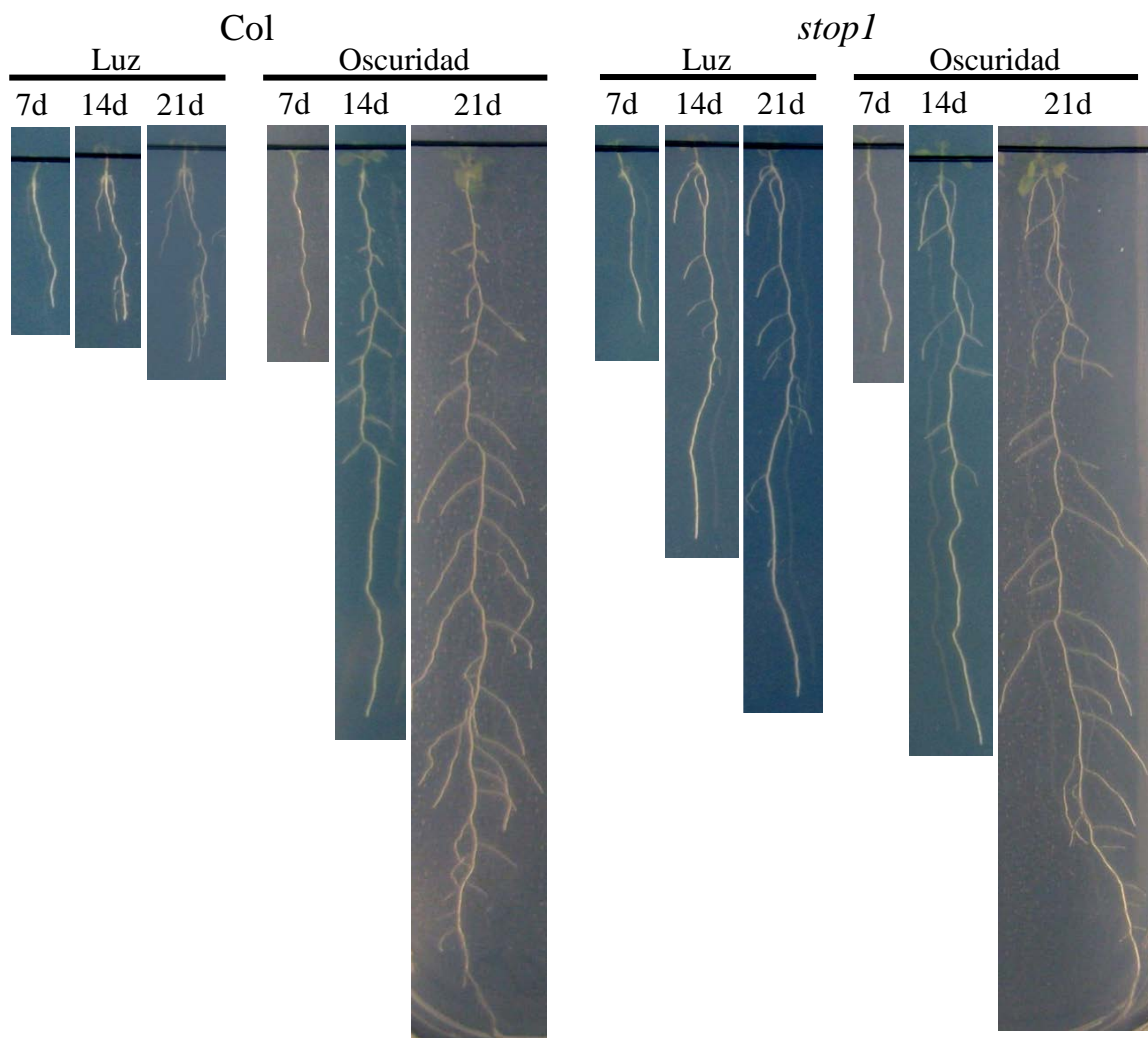 Col
stop1
Luz
Oscuridad
Luz
Oscuridad
7d 14d 21d 7d 14d 21d 7d 14d 21d 7d 14d 21d